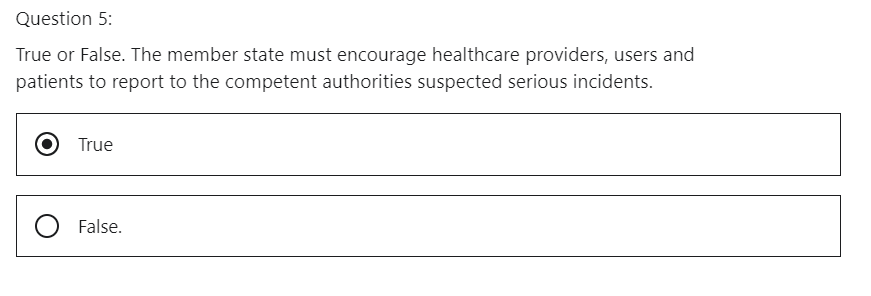 Question 5:
True or False. The member state must encourage healthcare providers, users and
patients to report to the competent authorities suspected serious incidents.
True
False.